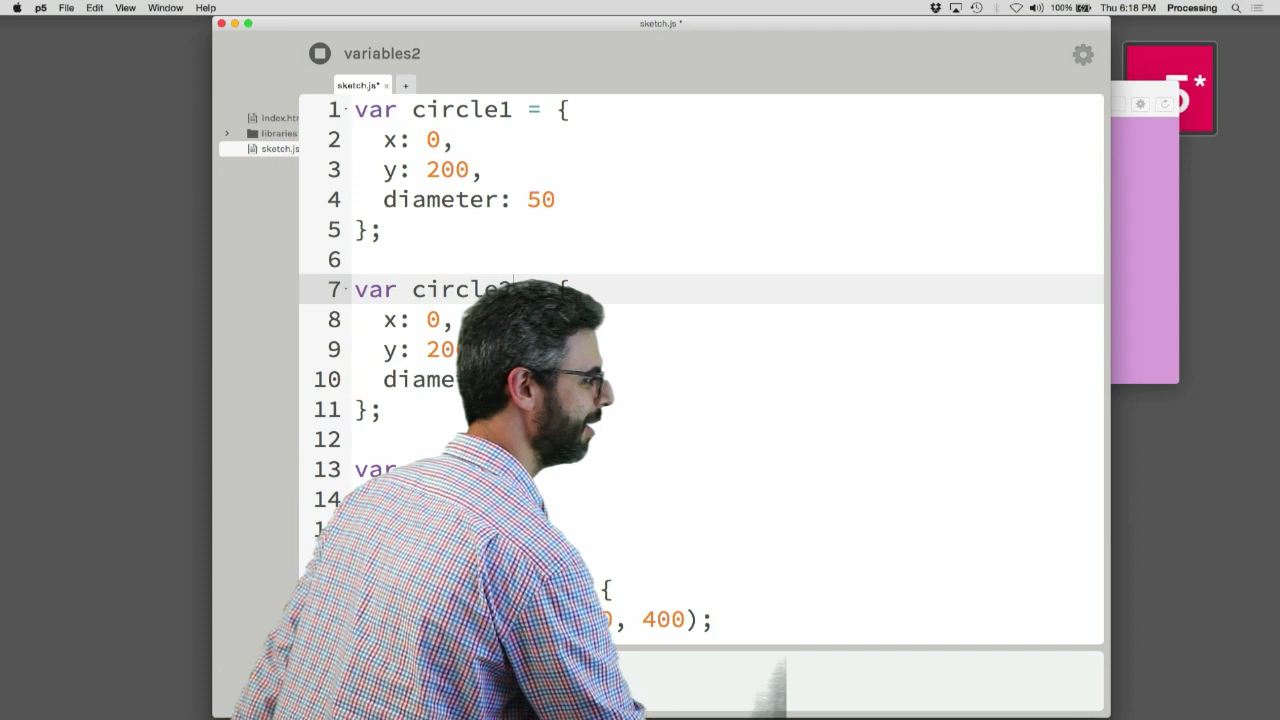 p5 File Edit View Window Help 100% Thu 6:18 PM Processing
sketch.js *
variables2
5*
sketch.js* × +
index.htm
libraries
sketch.js
1 var circle1 = {
2 x: 0,
3 y: 200,
4 diameter: 50
5 };
6
7 var circle2 {
8 x: 0,
9 y: 20
10 diame
11 };
12
13 var
14
{
, 400);